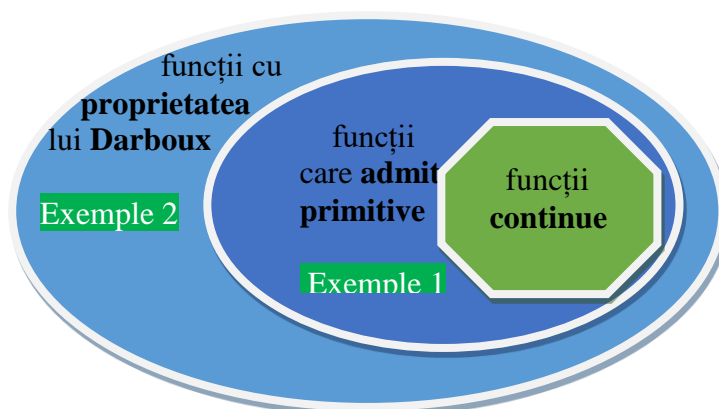 funcții cu
proprietatea
lui Darboux
Exemple 2
funcții
care admit
primitive
Exemple 1
funcții
continue